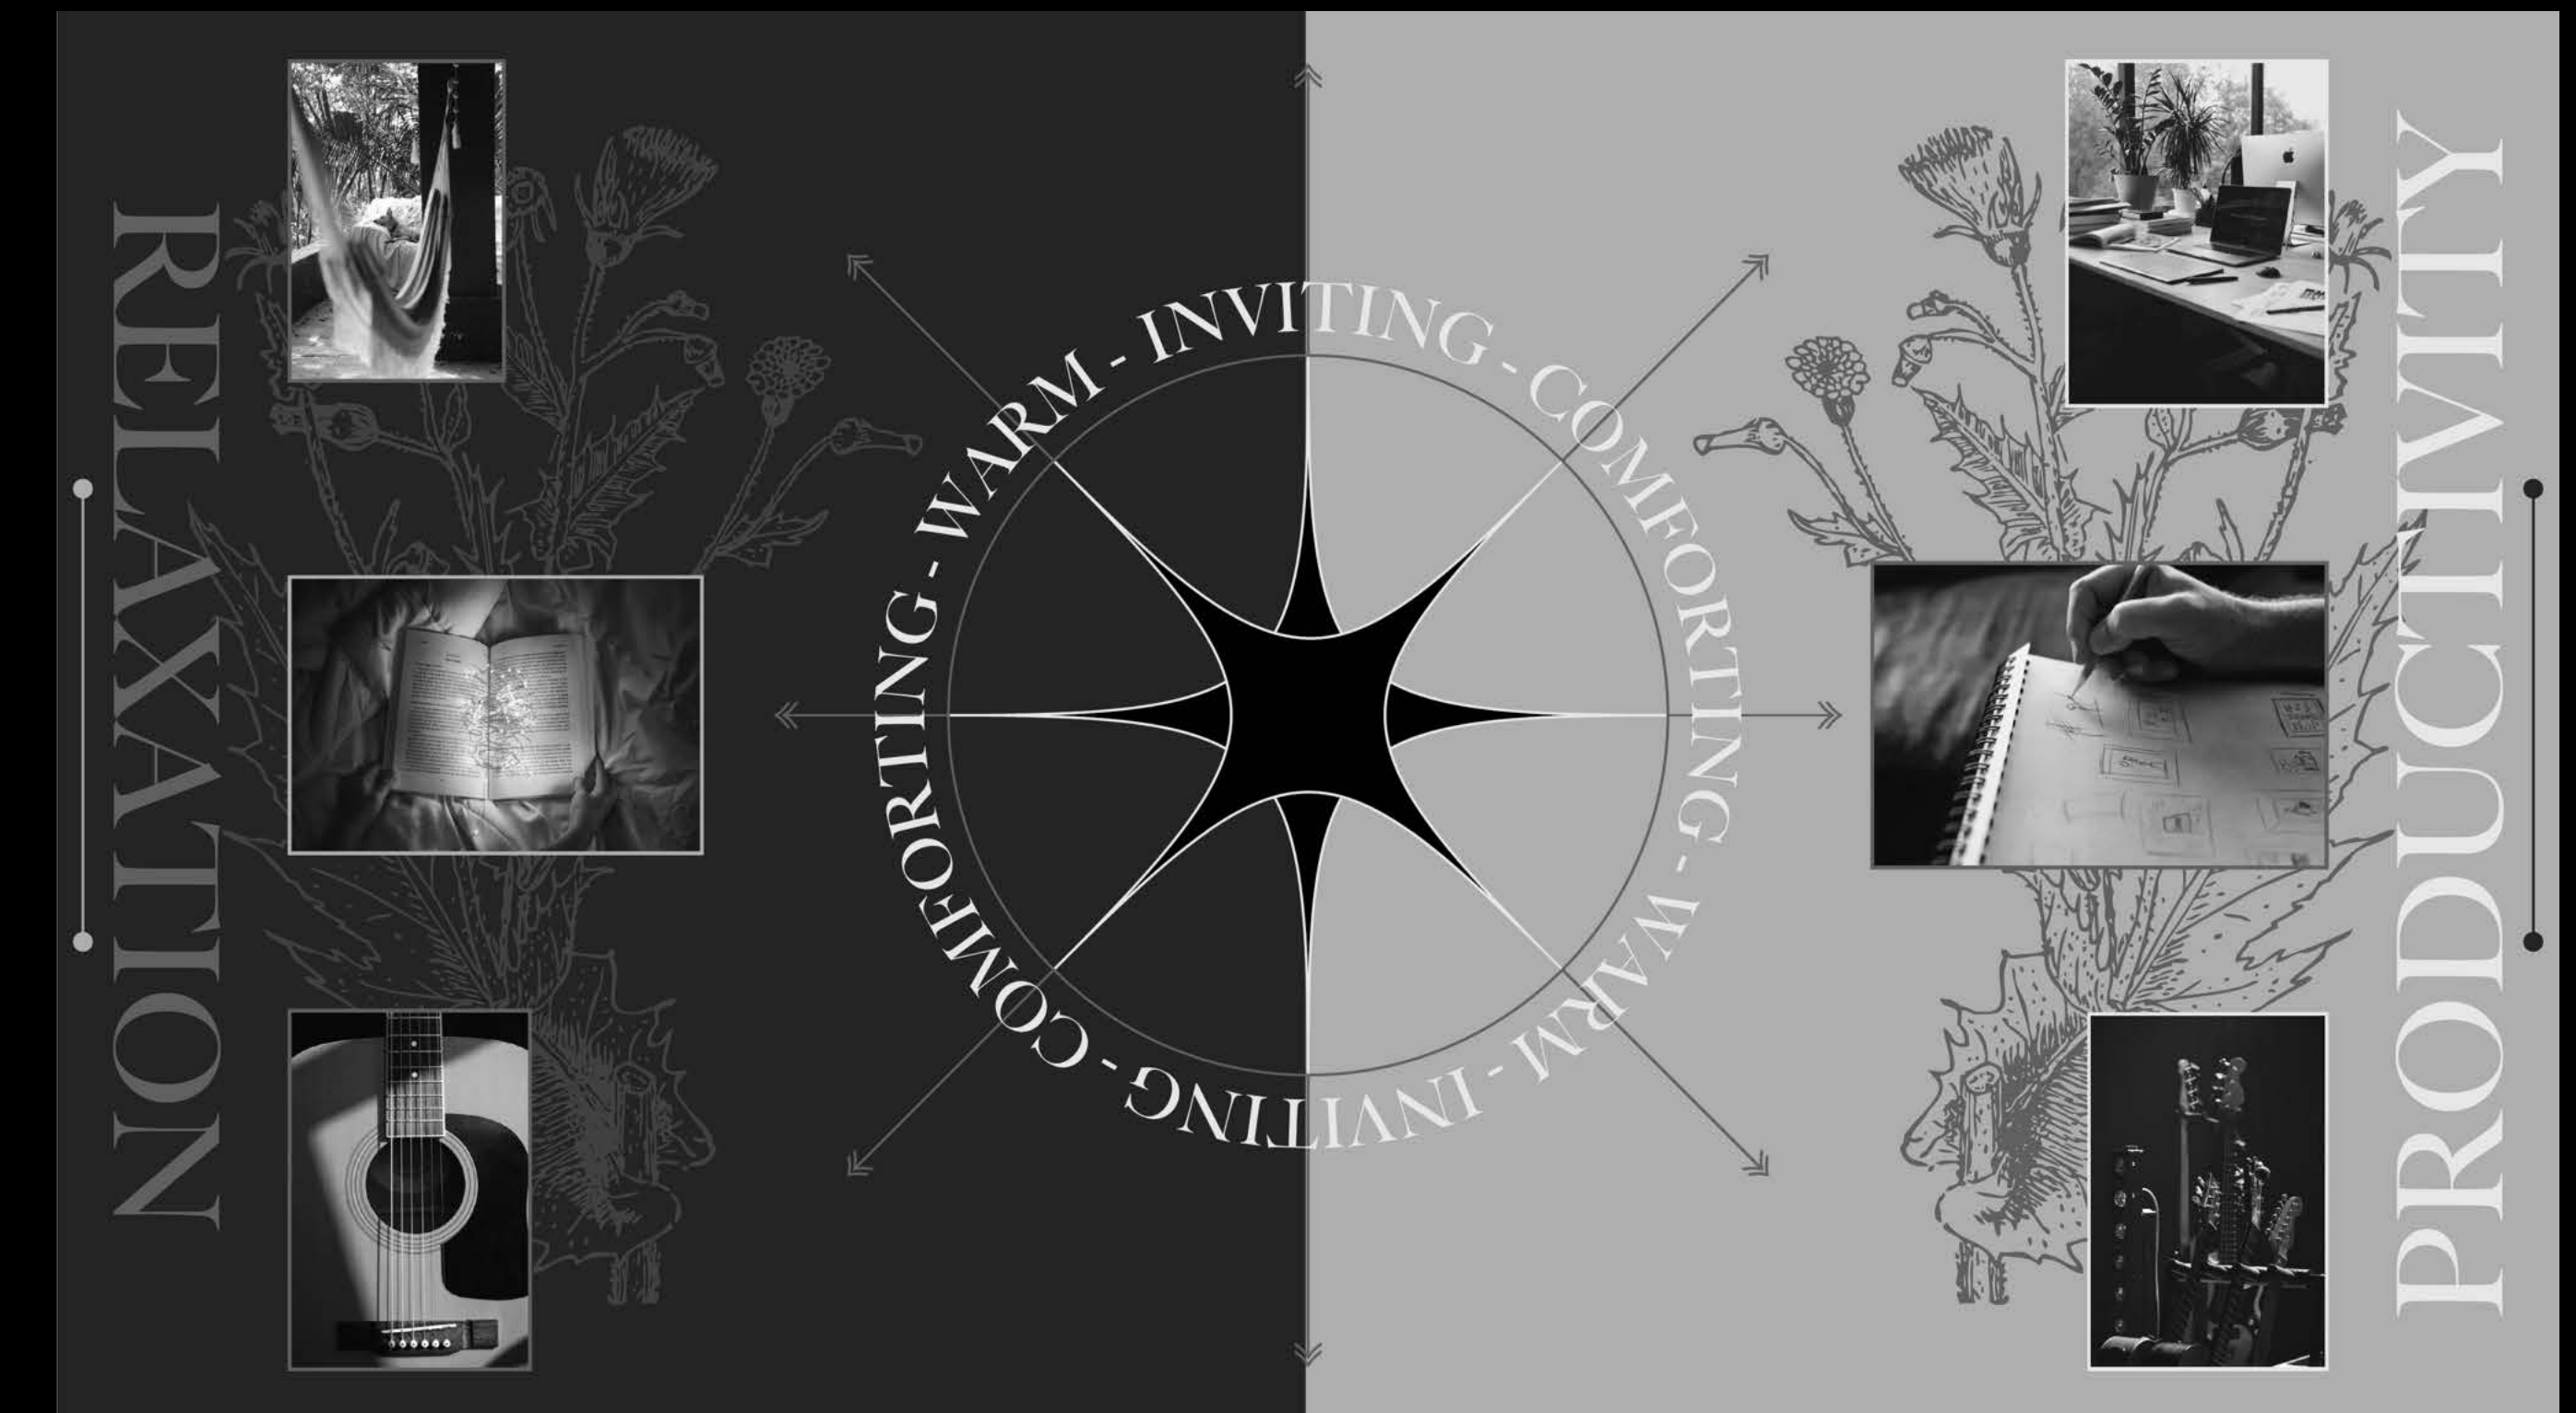 RELAXATION
WARM - INVITING - COMFORTING - WARM - INVITING - COMFORTING -
PRODUCTIVITY